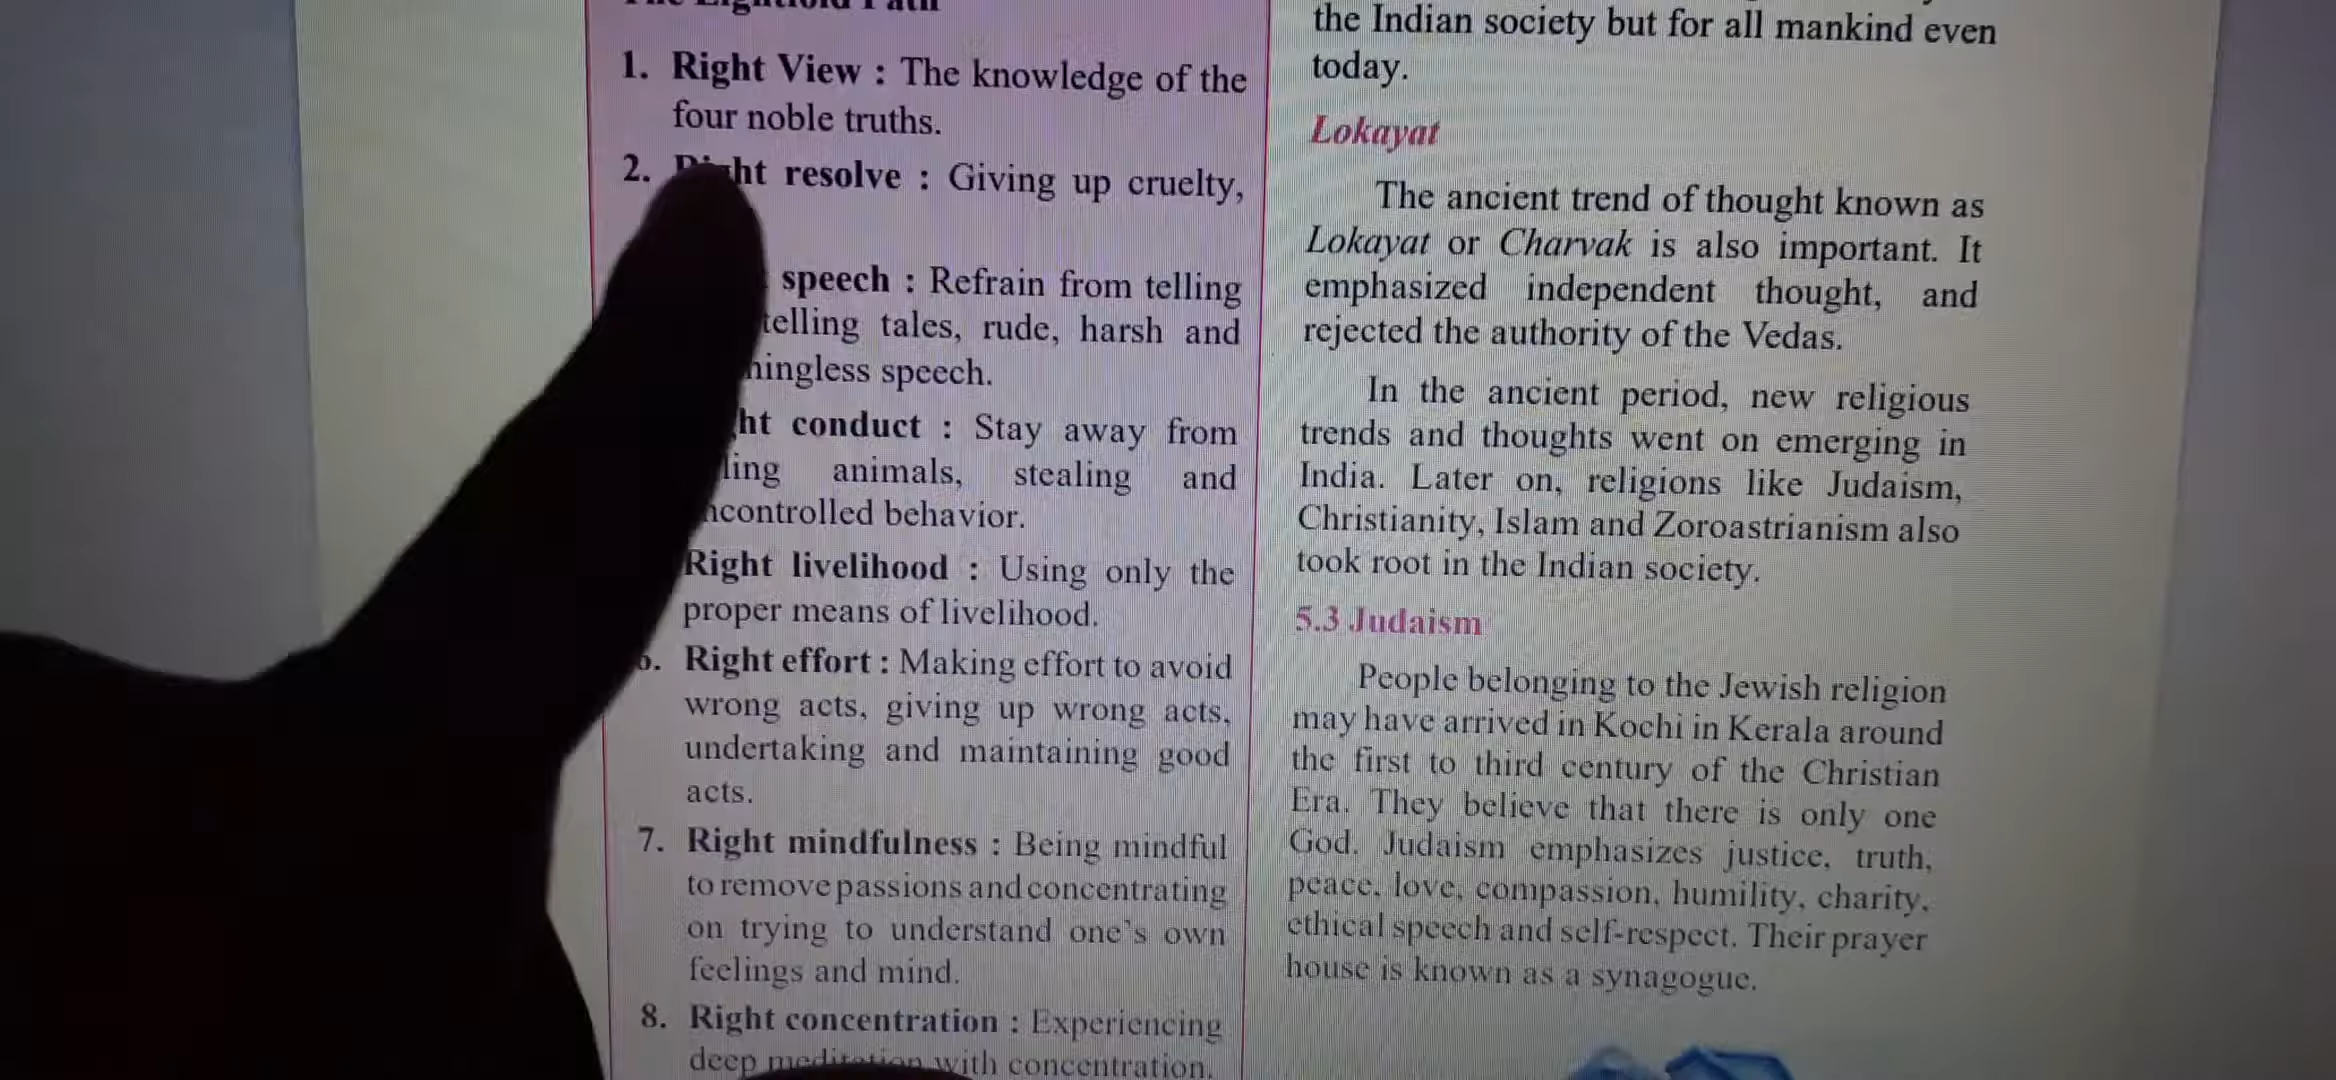 The Eightfold Path
1. Right View : The knowledge of the
four noble truths.
2. Right resolve : Giving up cruelty,
speech : Refrain from telling
telling tales, rude, harsh and
speech.
conduct : Stay away from
animals, stealing and
behavior.
Right livelihood : Using only the
proper means of livelihood.
6. Right effort : Making effort to avoid
wrong acts, giving up wrong acts,
undertaking and maintaining good
acts.
7. Right mindfulness : Being mindful
to remove passions and concentrating
on trying to understand one's own
feelings and mind.
8. Right concentration : Experiencing
deep meditation with concentration.
the Indian society but for all mankind even
today.
Lokayat
The ancient trend of thought known as
Lokayat or Charvak is also important. It
emphasized independent thought, and
rejected the authority of the Vedas.
In the ancient period, new religious
trends and thoughts went on emerging in
India. Later on, religions like Judaism,
Christianity, Islam and Zoroastrianism also
took root in the Indian society.
5.3 Judaism
People belonging to the Jewish religion
may have arrived in Kochi in Kerala around
the first to third century of the Christian
Era. They believe that there is only one
God. Judaism emphasizes justice, truth,
peace, love, compassion, humility, charity,
ethical speech and self-respect. Their prayer
house is known as a synagogue.